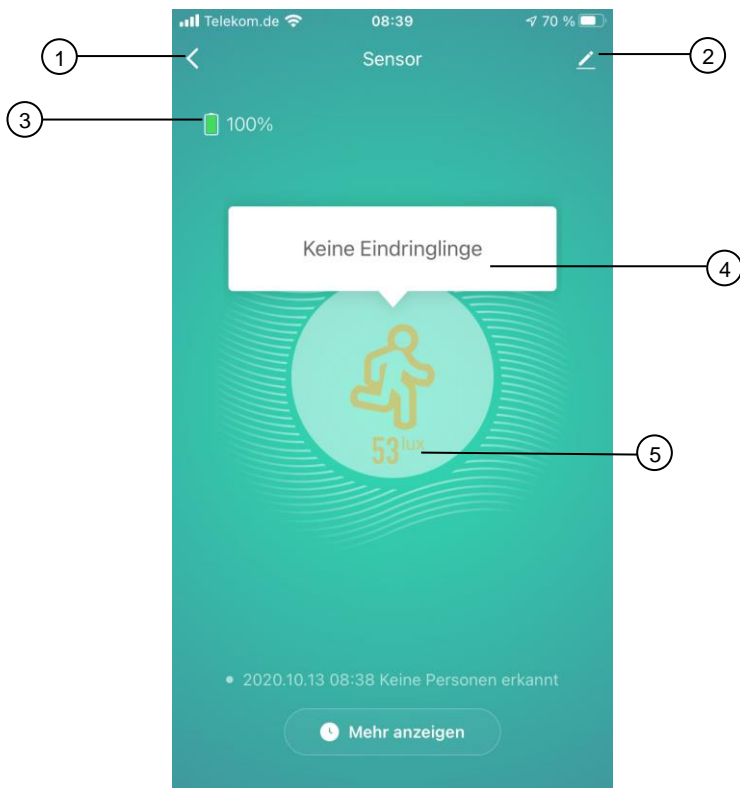 Telekom.de 08:39 70 %
1 Sensor 2
3 100%
Keine Eindringlinge
4
53 lux
5
2020.10.13 08:38 Keine Personen erkannt
Mehr anzeigen